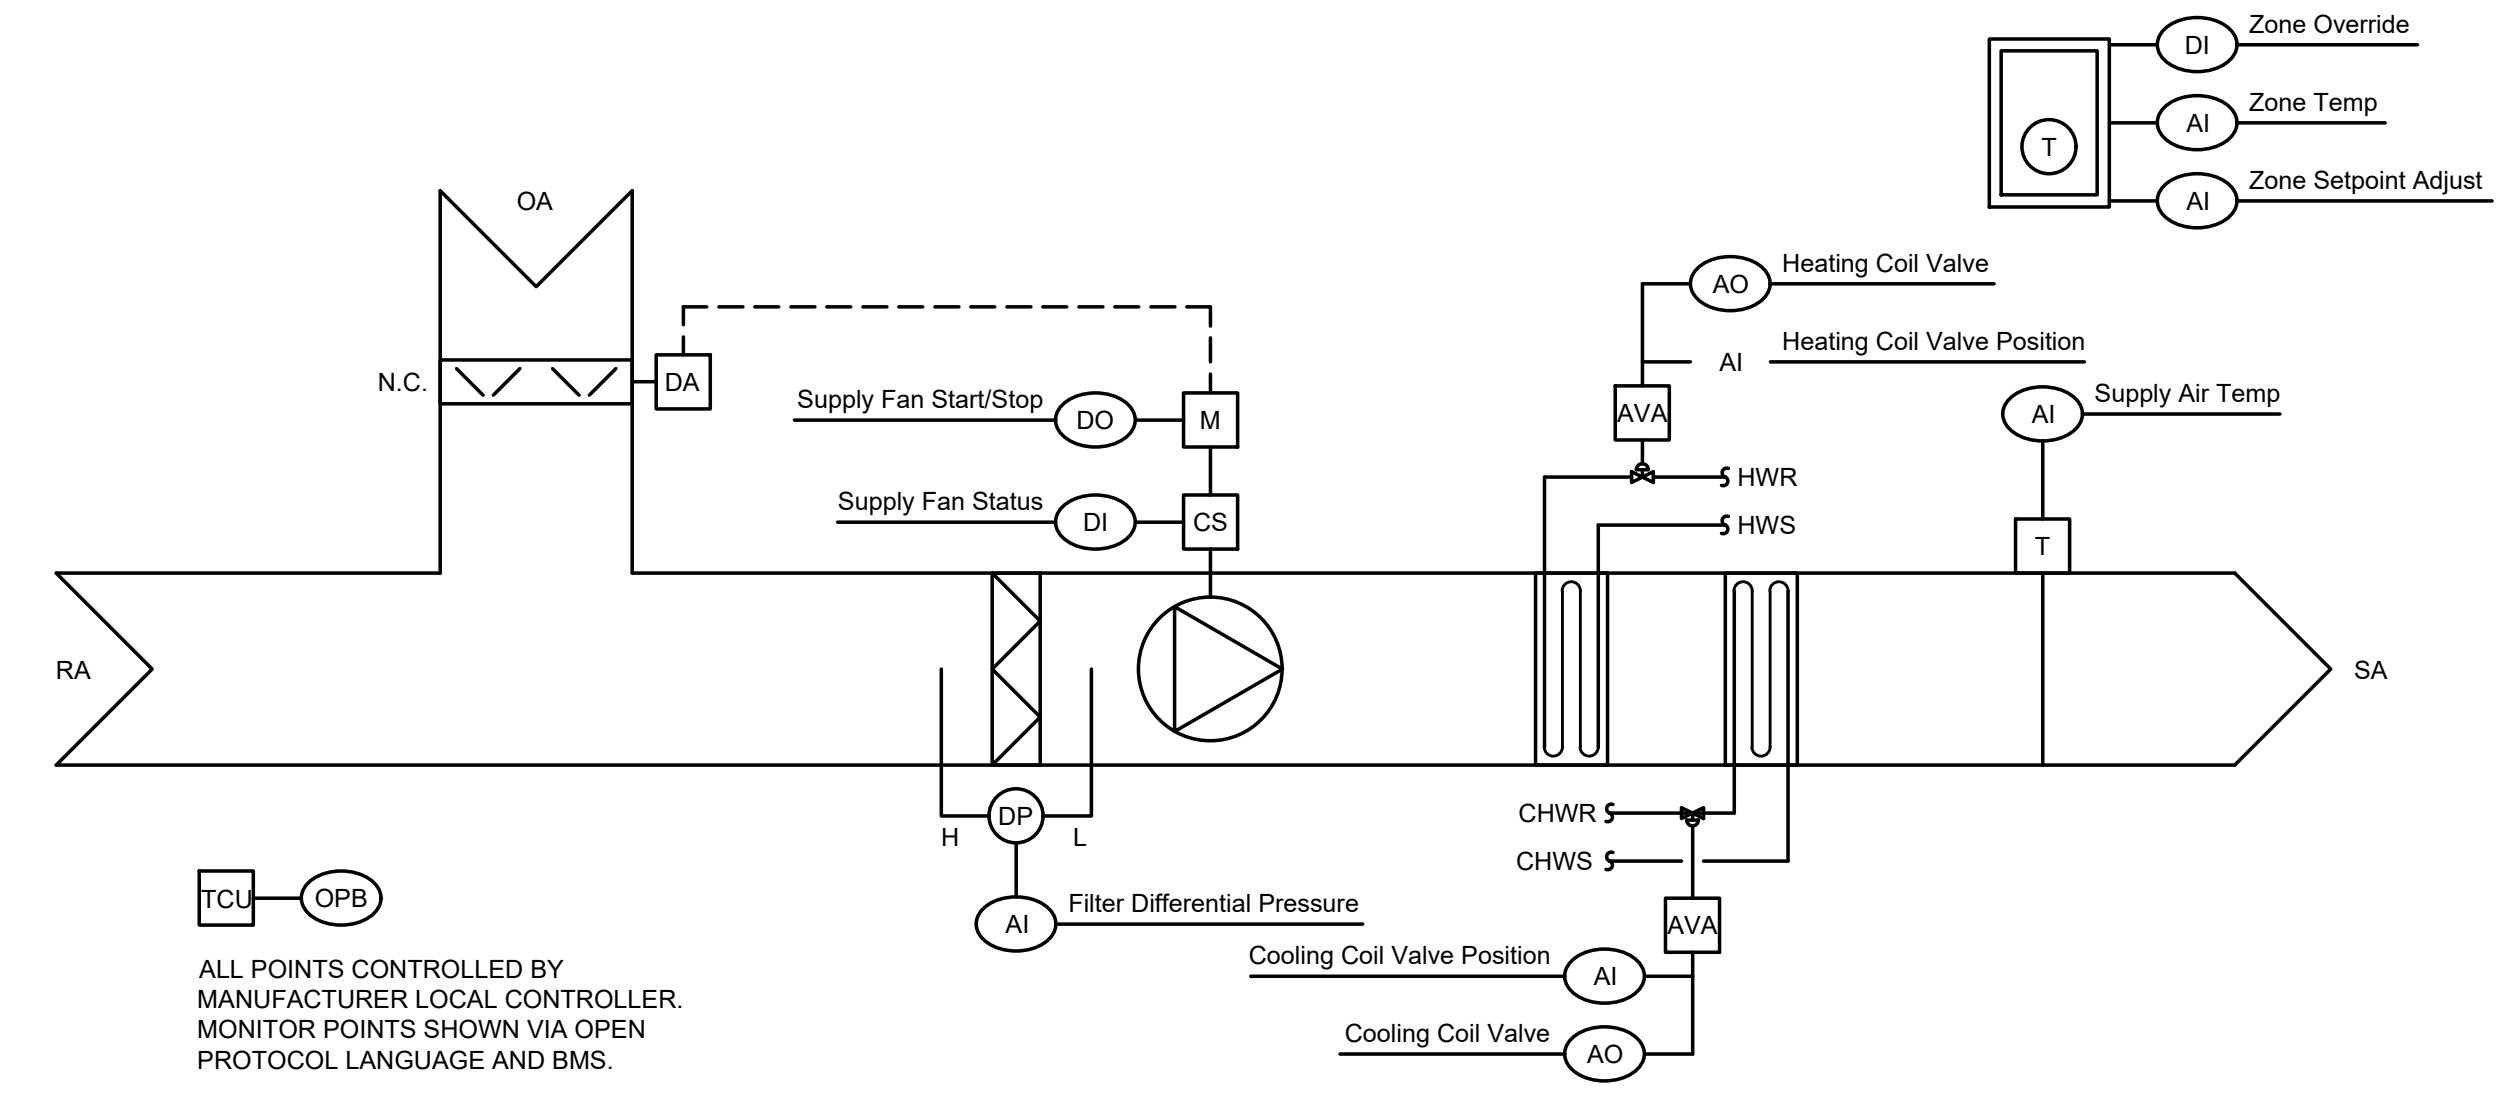 DI Zone Override
AI Zone Temp
T
AI Zone Setpoint Adjust
OA
AO Heating Coil Valve
AI Heating Coil Valve Position
N.C.
DA
Supply Fan Start/Stop DO M
AVA
AI Supply Air Temp
HWR
Supply Fan Status DI CS
HWS
T
RA
SA
H DP L
CHWR
CHWS
TCU OPB
AI Filter Differential Pressure
AVA
Cooling Coil Valve Position AI
Cooling Coil Valve AO
ALL POINTS CONTROLLED BY
MANUFACTURER LOCAL CONTROLLER.
MONITOR POINTS SHOWN VIA OPEN
PROTOCOL LANGUAGE AND BMS.